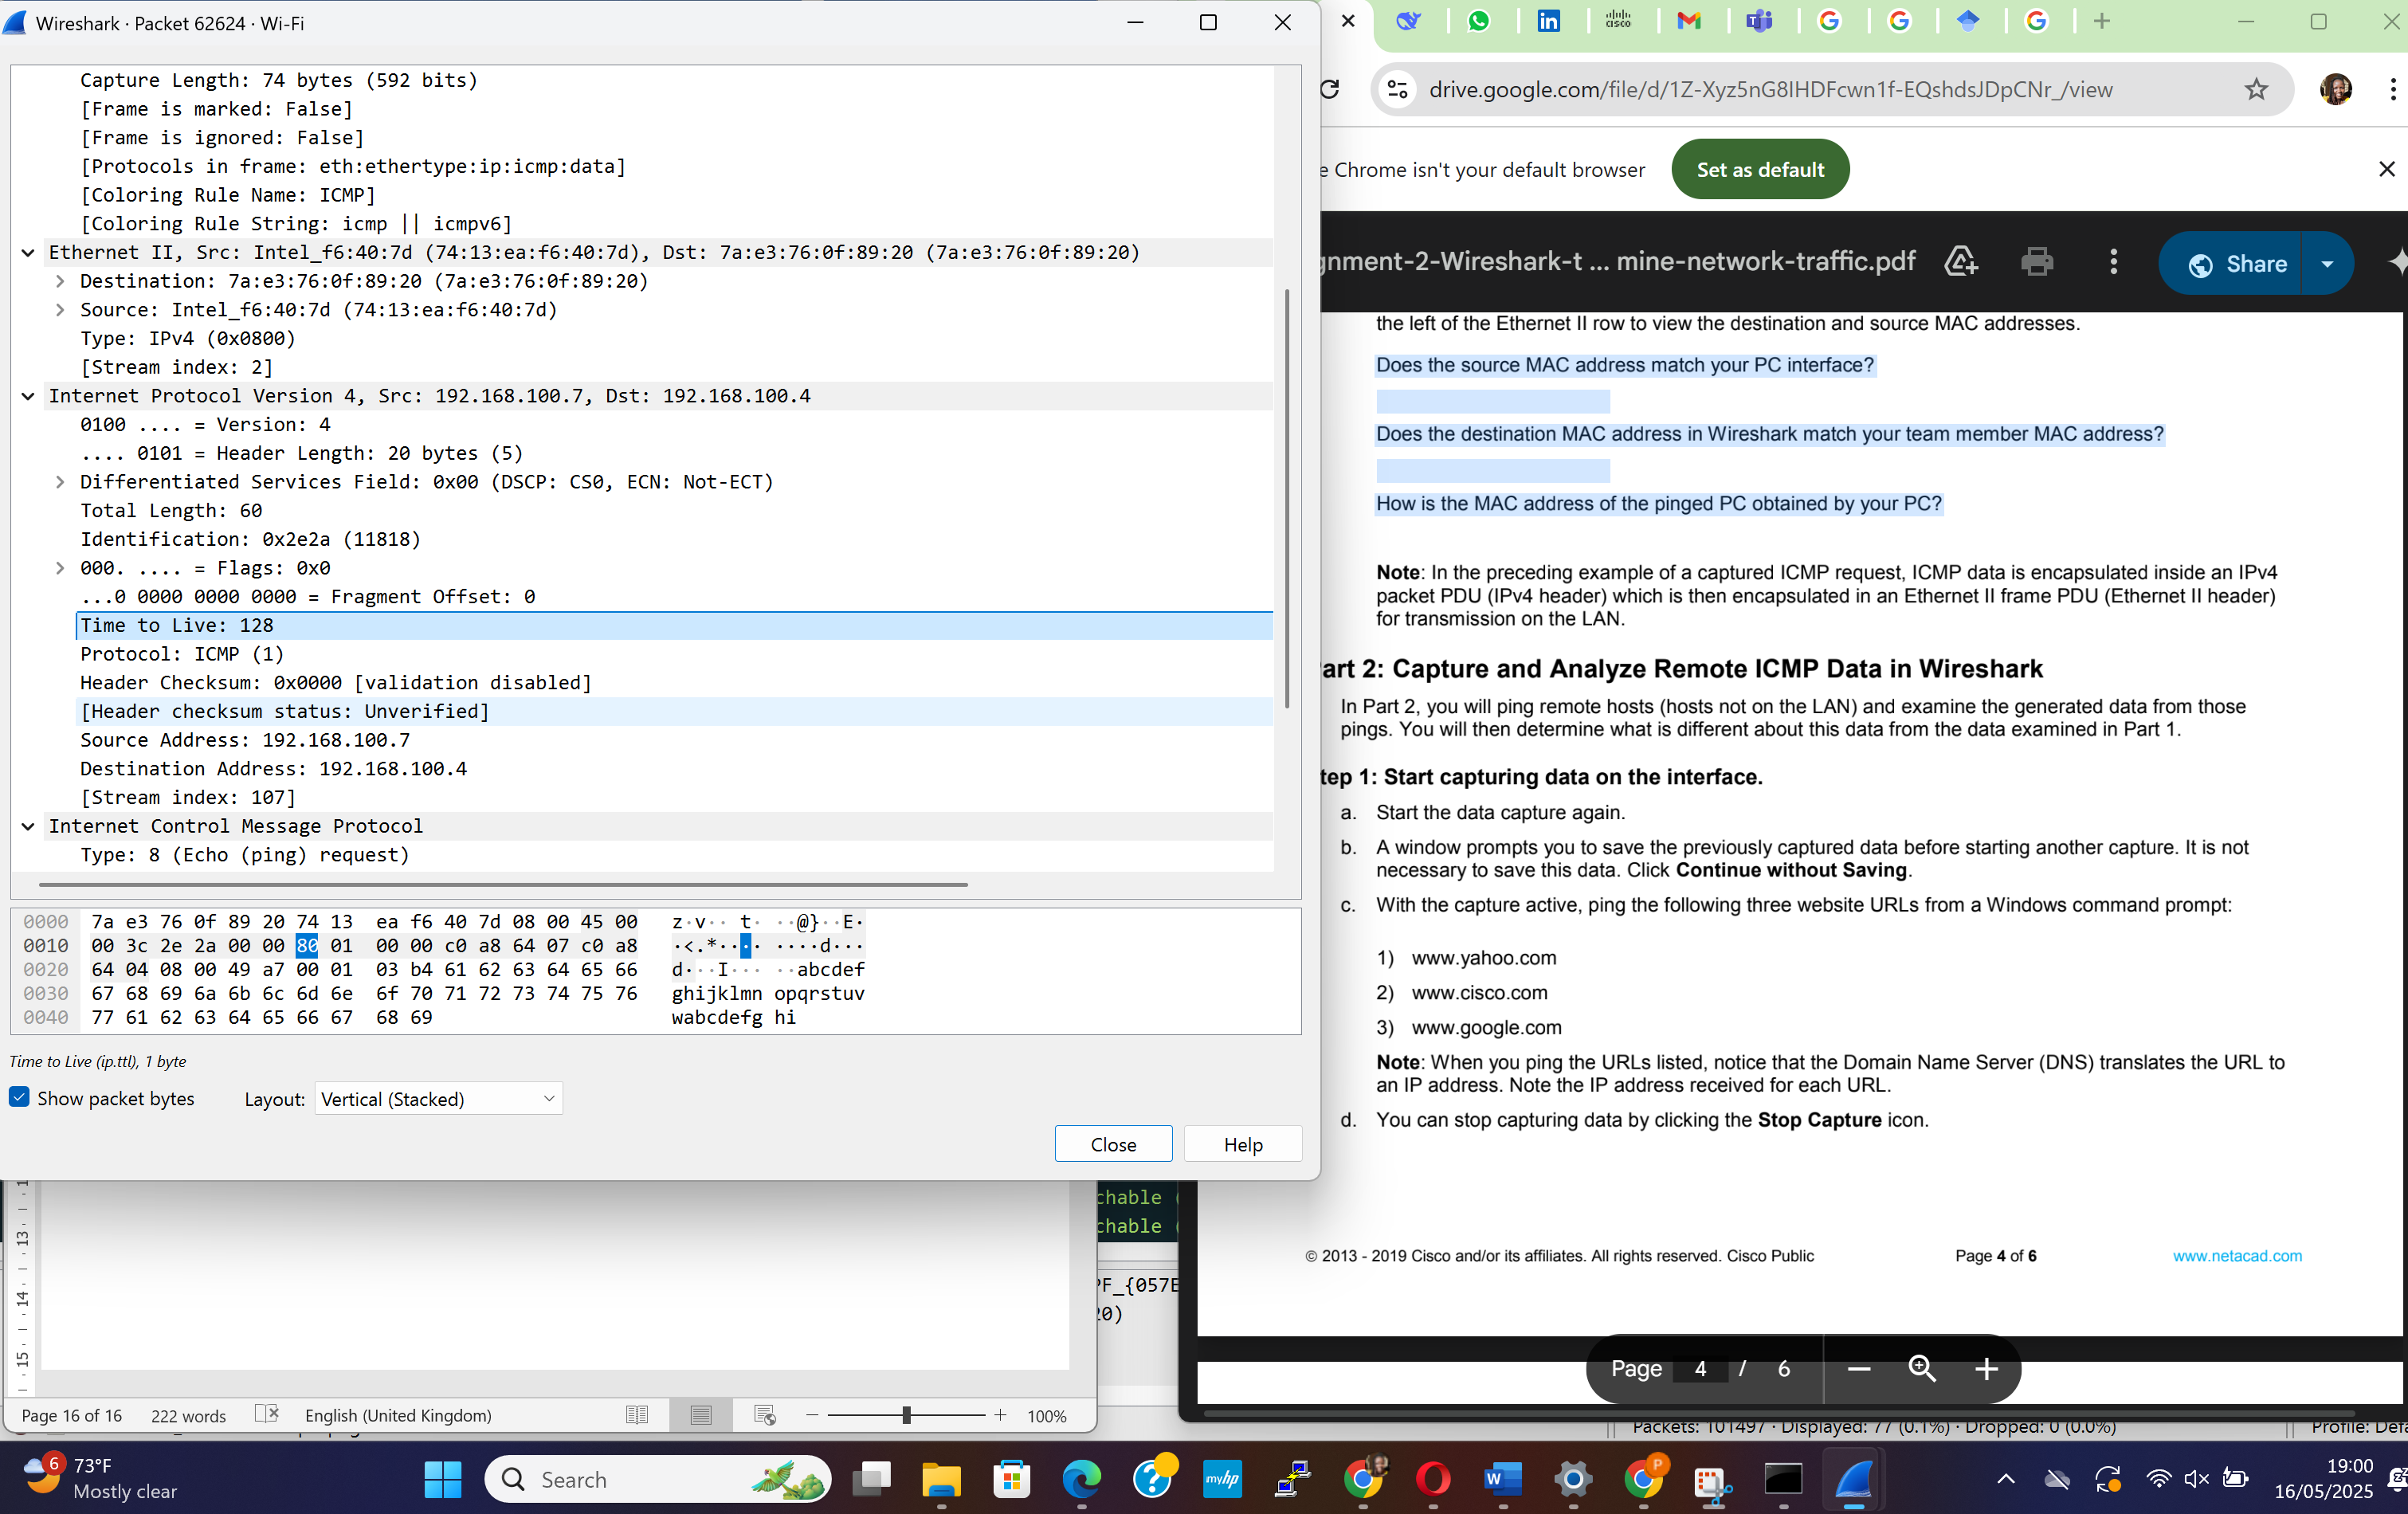 Wireshark · Packet 62624 · Wi-Fi
Capture Length: 74 bytes (592 bits)
[Frame is marked: False]
[Frame is ignored: False]
[Protocols in frame: eth:ethertype:ip:icmp:data]
[Coloring Rule Name: ICMP]
[Coloring Rule String: icmp || icmpv6]
Ethernet II, Src: Intel_f6:40:7d (74:13:ea:f6:40:7d), Dst: 7a:e3:76:0f:89:20 (7a:e3:76:0f:89:20)
Destination: 7a:e3:76:0f:89:20 (7a:e3:76:0f:89:20)
Source: Intel_f6:40:7d (74:13:ea:f6:40:7d)
Type: IPv4 (0x0800)
[Stream index: 2]
Internet Protocol Version 4, Src: 192.168.100.7, Dst: 192.168.100.4
0100 .... = Version: 4
.... 0101 = Header Length: 20 bytes (5)
Differentiated Services Field: 0x00 (DSCP: CS0, ECN: Not-ECT)
Total Length: 60
Identification: 0x2e2a (11818)
000. .... = Flags: 0x0
...0 0000 0000 0000 = Fragment Offset: 0
Time to Live: 128
Protocol: ICMP (1)
Header Checksum: 0x0000 [validation disabled]
[Header checksum status: Unverified]
Source Address: 192.168.100.7
Destination Address: 192.168.100.4
[Stream index: 107]
Internet Control Message Protocol
Type: 8 (Echo (ping) request)
0000 7a e3 76 0f 89 20 74 13 ea f6 40 7d 08 00 45 00 z·v·· t· ··@}··E·
0010 00 3c 2e 2a 00 00 80 01 00 00 c0 a8 64 07 c0 a8 ·<.*···· ····d···
0020 64 04 08 00 49 a7 00 01 03 b4 61 62 63 64 65 66 d···I··· ··abcdef
0030 67 68 69 6a 6b 6c 6d 6e 6f 70 71 72 73 74 75 76 ghijklmn opqrstuv
0040 77 61 62 63 64 65 66 67 68 69 wabcdefg hi
Time to Live (ip.ttl), 1 byte
Show packet bytes Layout: Vertical (Stacked)
Close Help
drive.google.com/file/d/1Z-Xyz5nG8IHDFcwn1f-EQshdsJDpCNr_/view
e Chrome isn't your default browser Set as default
gnment-2-Wireshark-t ... mine-network-traffic.pdf Share
the left of the Ethernet II row to view the destination and source MAC addresses.
Does the source MAC address match your PC interface?
Does the destination MAC address in Wireshark match your team member MAC address?
How is the MAC address of the pinged PC obtained by your PC?
Note: In the preceding example of a captured ICMP request, ICMP data is encapsulated inside an IPv4
packet PDU (IPv4 header) which is then encapsulated in an Ethernet II frame PDU (Ethernet II header)
for transmission on the LAN.
art 2: Capture and Analyze Remote ICMP Data in Wireshark
In Part 2, you will ping remote hosts (hosts not on the LAN) and examine the generated data from those
pings. You will then determine what is different about this data from the data examined in Part 1.
tep 1: Start capturing data on the interface.
a. Start the data capture again.
b. A window prompts you to save the previously captured data before starting another capture. It is not
necessary to save this data. Click Continue without Saving.
c. With the capture active, ping the following three website URLs from a Windows command prompt:
1) www.yahoo.com
2) www.cisco.com
3) www.google.com
Note: When you ping the URLs listed, notice that the Domain Name Server (DNS) translates the URL to
an IP address. Note the IP address received for each URL.
d. You can stop capturing data by clicking the Stop Capture icon.
© 2013 - 2019 Cisco and/or its affiliates. All rights reserved. Cisco Public Page 4 of 6 www.netacad.com
Page 4 / 6
chable (
chable (
PF_{057E
20)
13
14
15
Page 16 of 16 222 words English (United Kingdom) 100%
Packets: 101497 · Displayed: 77 (0.1%) · Dropped: 0 (0.0%) Profile: Defa
6
73°F
Mostly clear
Search
myhp
P
19:00
16/05/2025